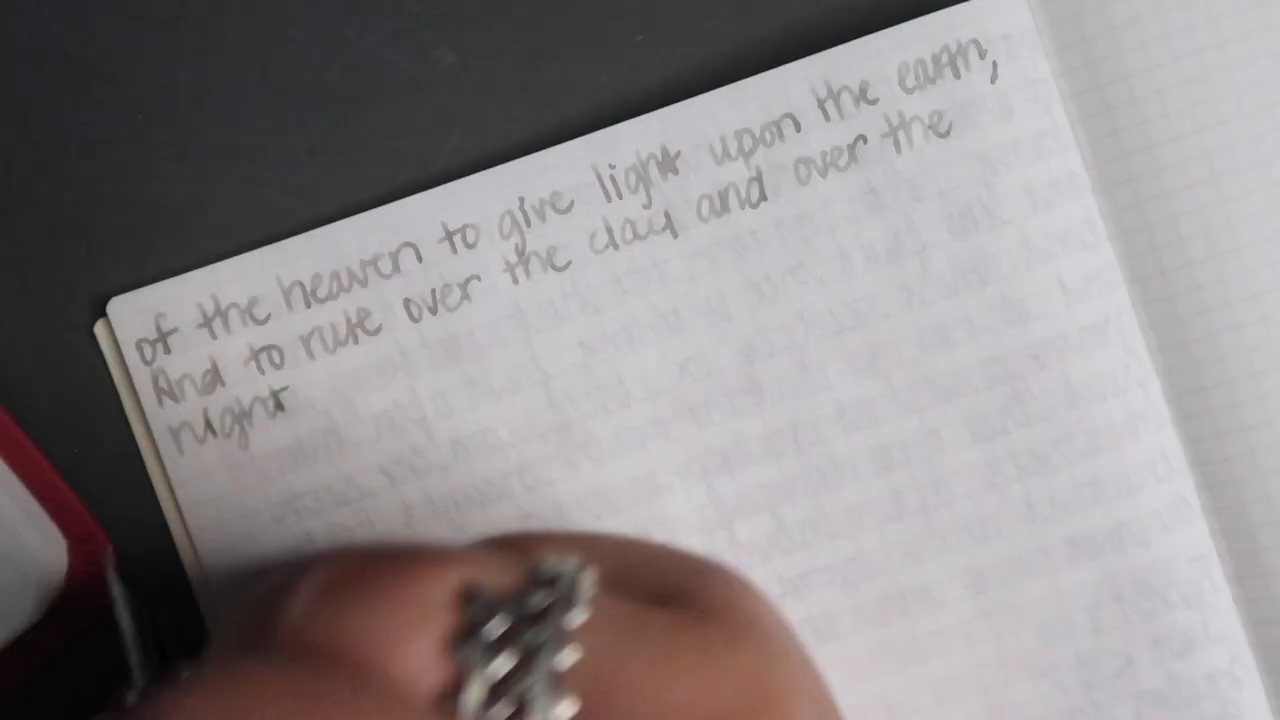 of the heaven to give light upon the earth,
And to rule over the day and over the
night